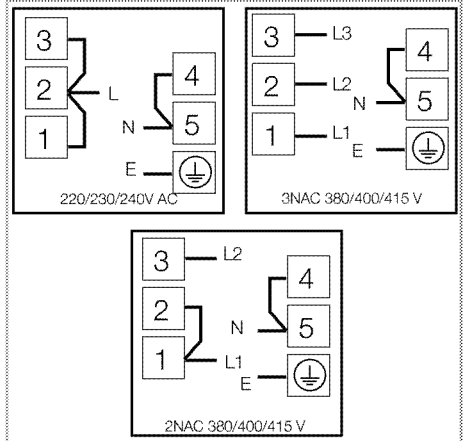 3
2 L
1
4
N 5
E
220/230/240V AC
3 L3
2 L2
1 L1
4
N 5
E
3NAC 380/400/415 V
3 L2
2
1 L1
4
N 5
E
2NAC 380/400/415 V